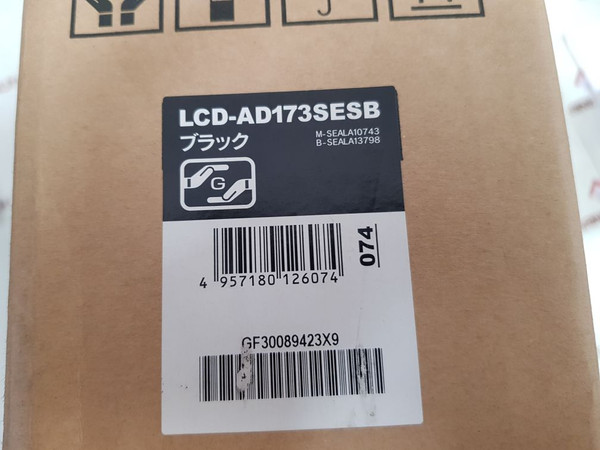 LCD-AD173SESB
ブラック
M-SEALA10743
B-SEALA13798
G
074
4 957180 126074
GF30089423X9